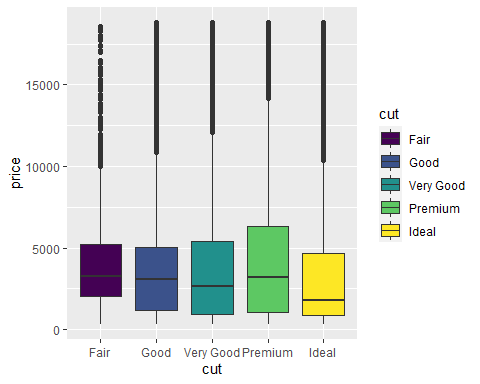 15000
10000
5000
0
price
Fair Good Very Good Premium Ideal
cut
cut
Fair
Good
Very Good
Premium
Ideal